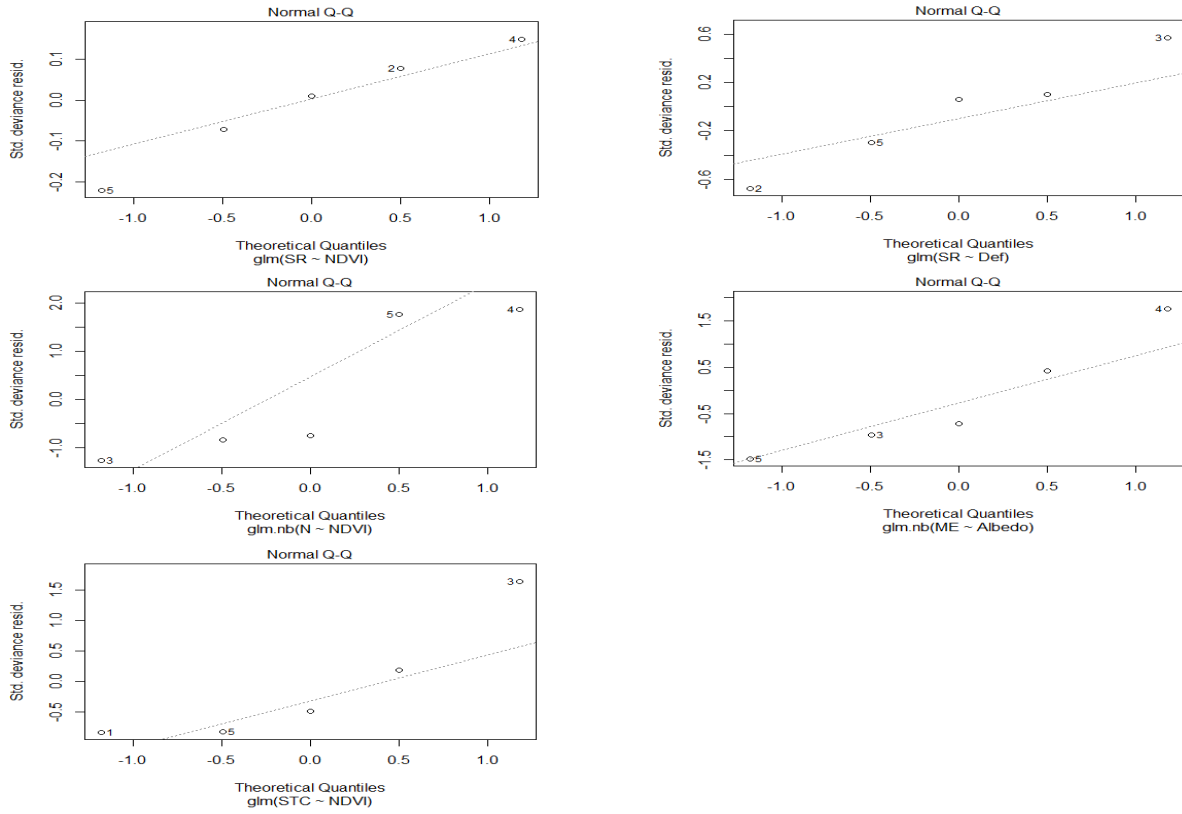 Normal Q-Q
Std. deviance resid.
0.1
0.0
-0.1
-0.2
5
2
4
-1.0 -0.5 0.0 0.5 1.0
Theoretical Quantiles
glm(SR ~ NDVI)
Normal Q-Q
Std. deviance resid.
0.6
0.2
-0.2
-0.6
2
5
3
-1.0 -0.5 0.0 0.5 1.0
Theoretical Quantiles
glm(SR ~ Def)
Normal Q-Q
Std. deviance resid.
2.0
1.0
0.0
-1.0
3
5
4
-1.0 -0.5 0.0 0.5 1.0
Theoretical Quantiles
glm.nb(N ~ NDVI)
Normal Q-Q
Std. deviance resid.
1.5
0.5
-0.5
-1.5
5
3
4
-1.0 -0.5 0.0 0.5 1.0
Theoretical Quantiles
glm.nb(ME ~ Albedo)
Normal Q-Q
Std. deviance resid.
1.5
1.0
0.5
0.0
-0.5
1
5
3
-1.0 -0.5 0.0 0.5 1.0
Theoretical Quantiles
glm(STC ~ NDVI)